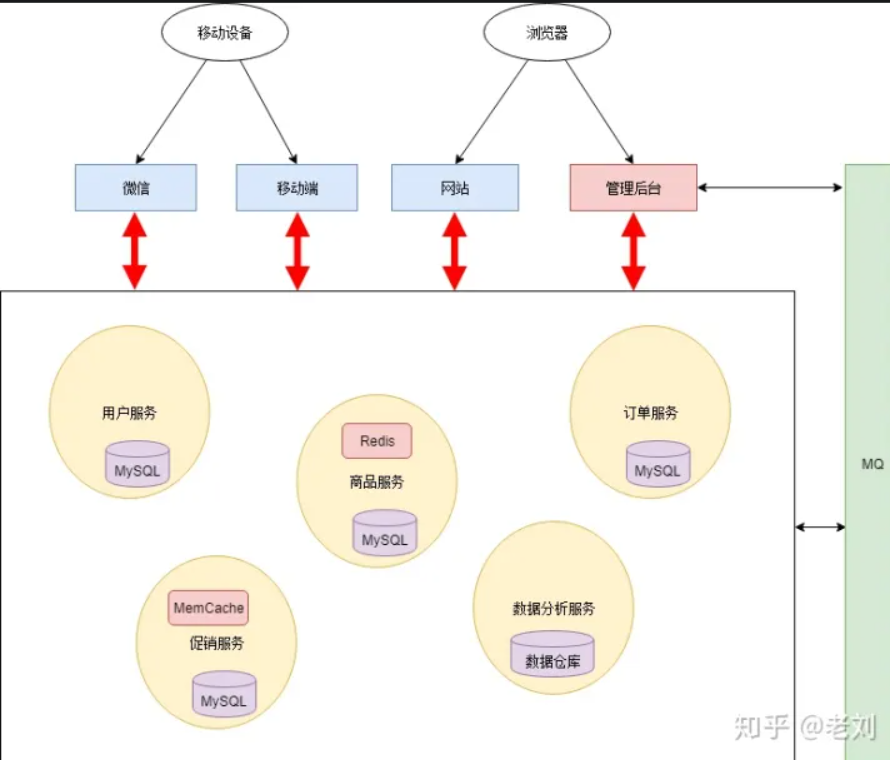 移动设备
浏览器
微信
移动端
网站
管理后台
用户服务
MySQL
Redis
商品服务
MySQL
订单服务
MySQL
MQ
MemCache
促销服务
MySQL
数据分析服务
数据仓库
知乎 @老刘